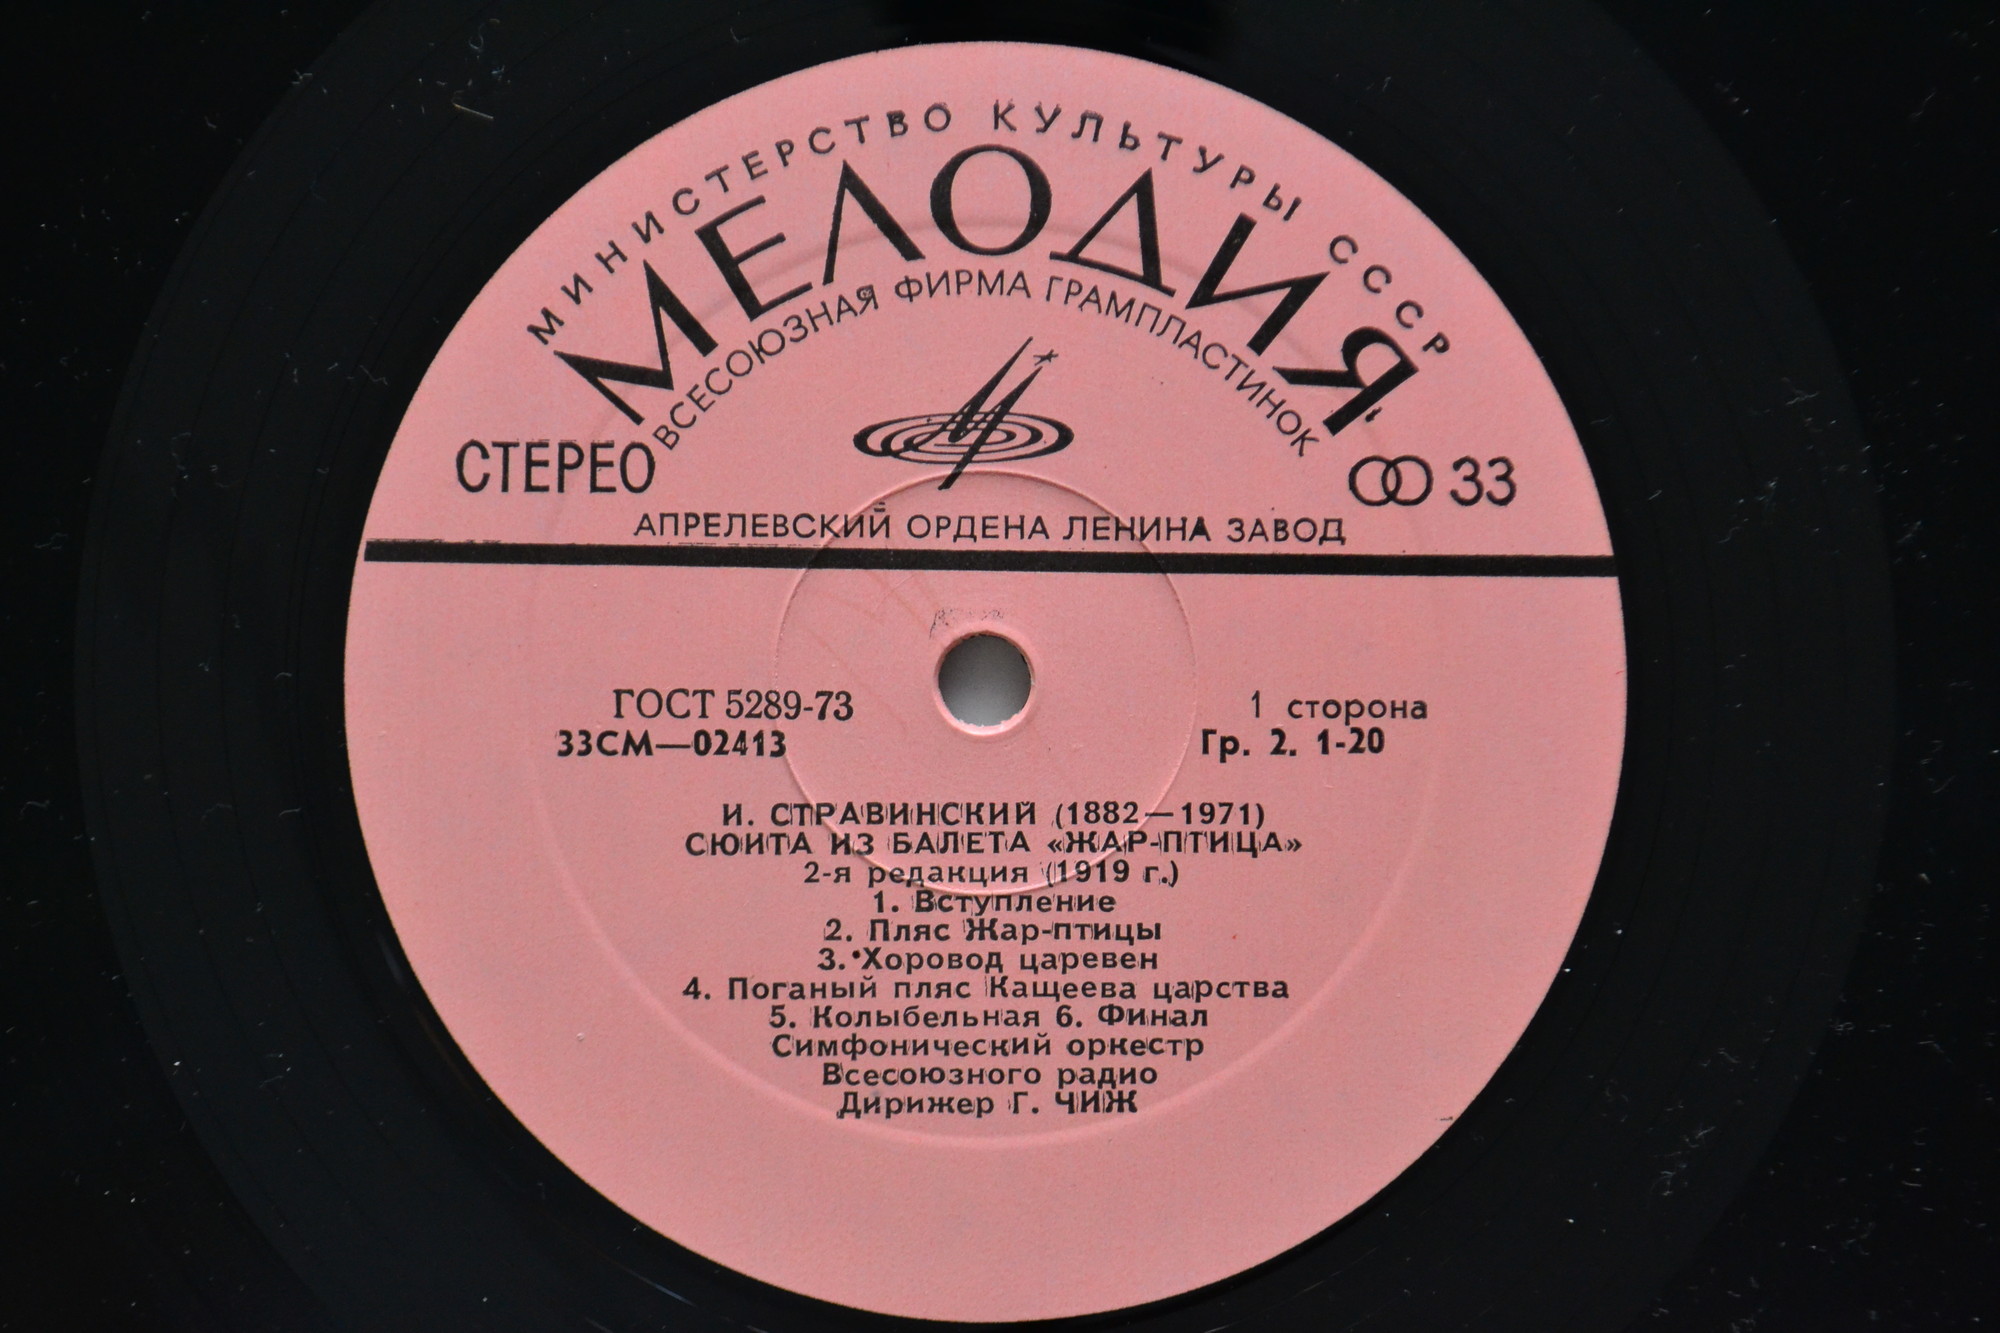 МИНИСТЕРСТВО КУЛЬТУРЫ СССР
МЕЛОДИЯ
ВСЕСОЮЗНАЯ ФИРМА ГРАМПЛАСТИНОК
СТЕРЕО
33
АПРЕЛЕВСКИЙ ОРДЕНА ЛЕНИНА ЗАВОД
ГОСТ 5289-73
1 сторона
33СМ—02413
Гр. 2. 1-20
И. СТРАВИНСКИЙ (1882—1971)
СЮИТА ИЗ БАЛЕТА «ЖАР-ПТИЦА»
2-я редакция (1919 г.)
1. Вступление
2. Пляс Жар-птицы
3. Хоровод царевен
4. Поганый пляс Кащеева царства
5. Колыбельная 6. Финал
Симфонический оркестр
Всесоюзного радио
Дирижер Г. ЧИЖ